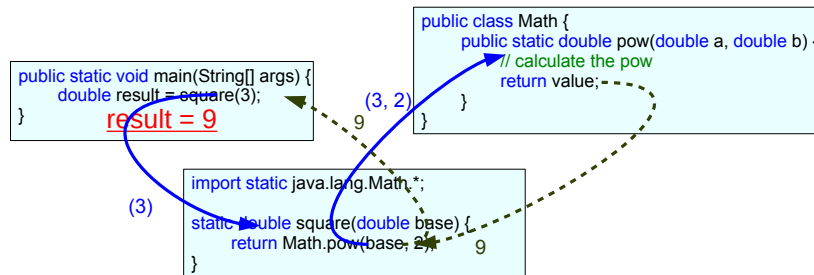 public class Math {
public static double pow(double a, double b) {
// calculate the pow
return value;
}
}
public static void main(String[] args) {
double result = square(3);
}
result = 9
(3, 2)
9
(3)
import static java.lang.Math.*;
static double square(double base) {
return Math.pow(base, 2);
}
9